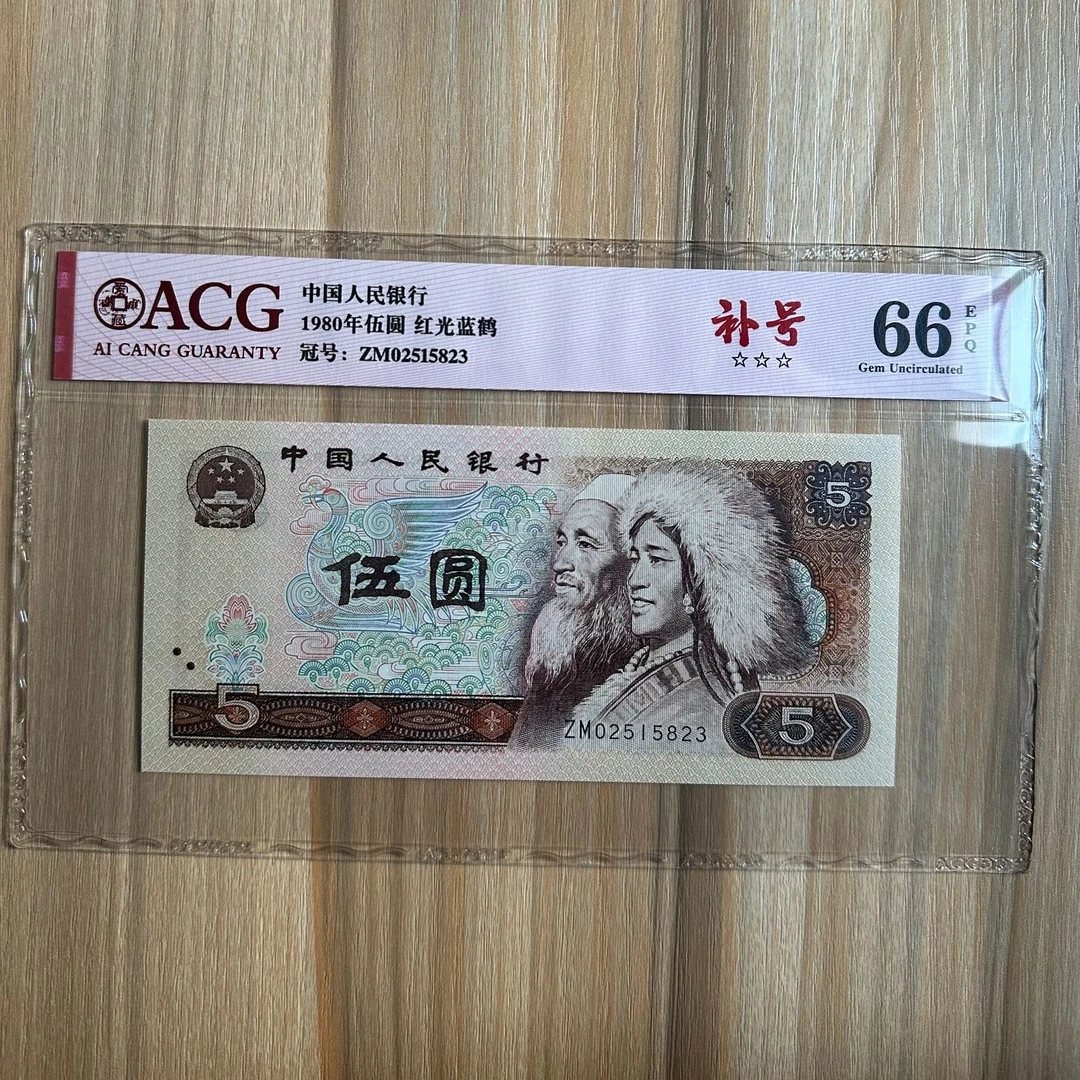 ACG
AI CANG GUARANTY
中国人民银行
1980年伍圆 红光蓝鹤
冠号：ZM02515823
补号
☆☆☆
66
EPQ
Gem Uncirculated
中国人民银行
5
伍圆
5
ZM02515823
5